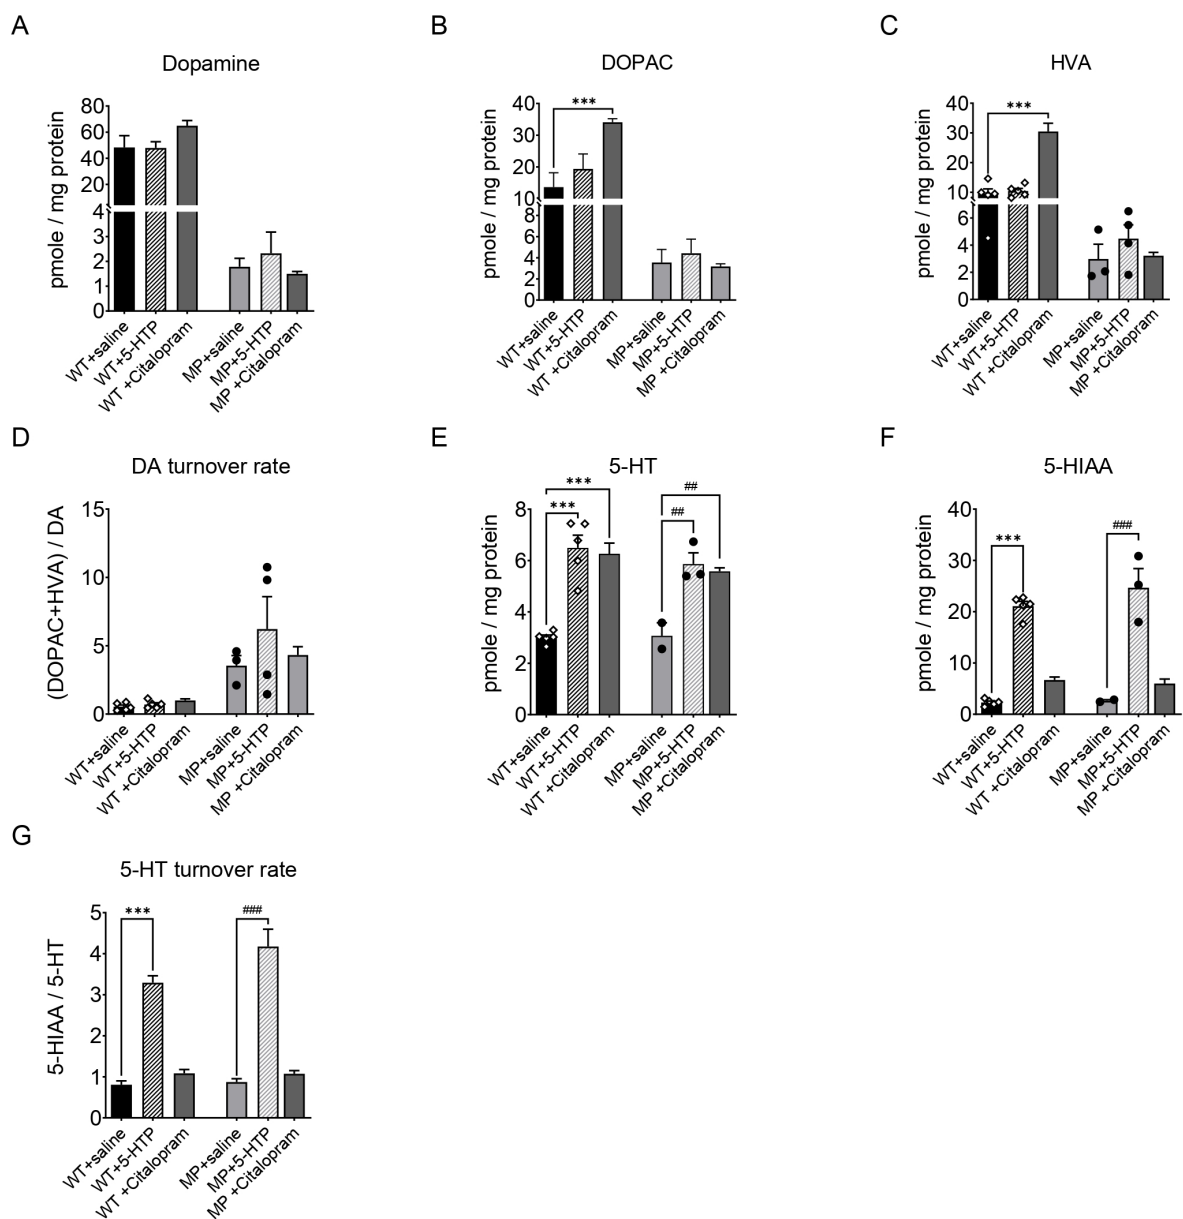 A
Dopamine
pmole / mg protein
80
60
40
20
4
3
2
1
0
WT+saline
WT+5-HTP
WT +Citalopram
MP+saline
MP+5-HTP
MP +Citalopram
B
DOPAC
pmole / mg protein
40
30
20
10
8
6
4
2
0
***
WT+saline
WT+5-HTP
WT +Citalopram
MP+saline
MP+5-HTP
MP +Citalopram
C
HVA
pmole / mg protein
40
30
20
10
6
4
2
0
***
WT+saline
WT+5-HTP
WT +Citalopram
MP+saline
MP+5-HTP
MP +Citalopram
D
DA turnover rate
(DOPAC+HVA) / DA
15
10
5
0
WT+saline
WT+5-HTP
WT +Citalopram
MP+saline
MP+5-HTP
MP +Citalopram
E
5-HT
pmole / mg protein
8
6
4
2
0
***
***
##
##
WT+saline
WT+5-HTP
WT +Citalopram
MP+saline
MP+5-HTP
MP +Citalopram
F
5-HIAA
pmole / mg protein
40
30
20
10
0
***
###
WT+saline
WT+5-HTP
WT +Citalopram
MP+saline
MP+5-HTP
MP +Citalopram
G
5-HT turnover rate
5-HIAA / 5-HT
5
4
3
2
1
0
***
###
WT+saline
WT+5-HTP
WT +Citalopram
MP+saline
MP+5-HTP
MP +Citalopram